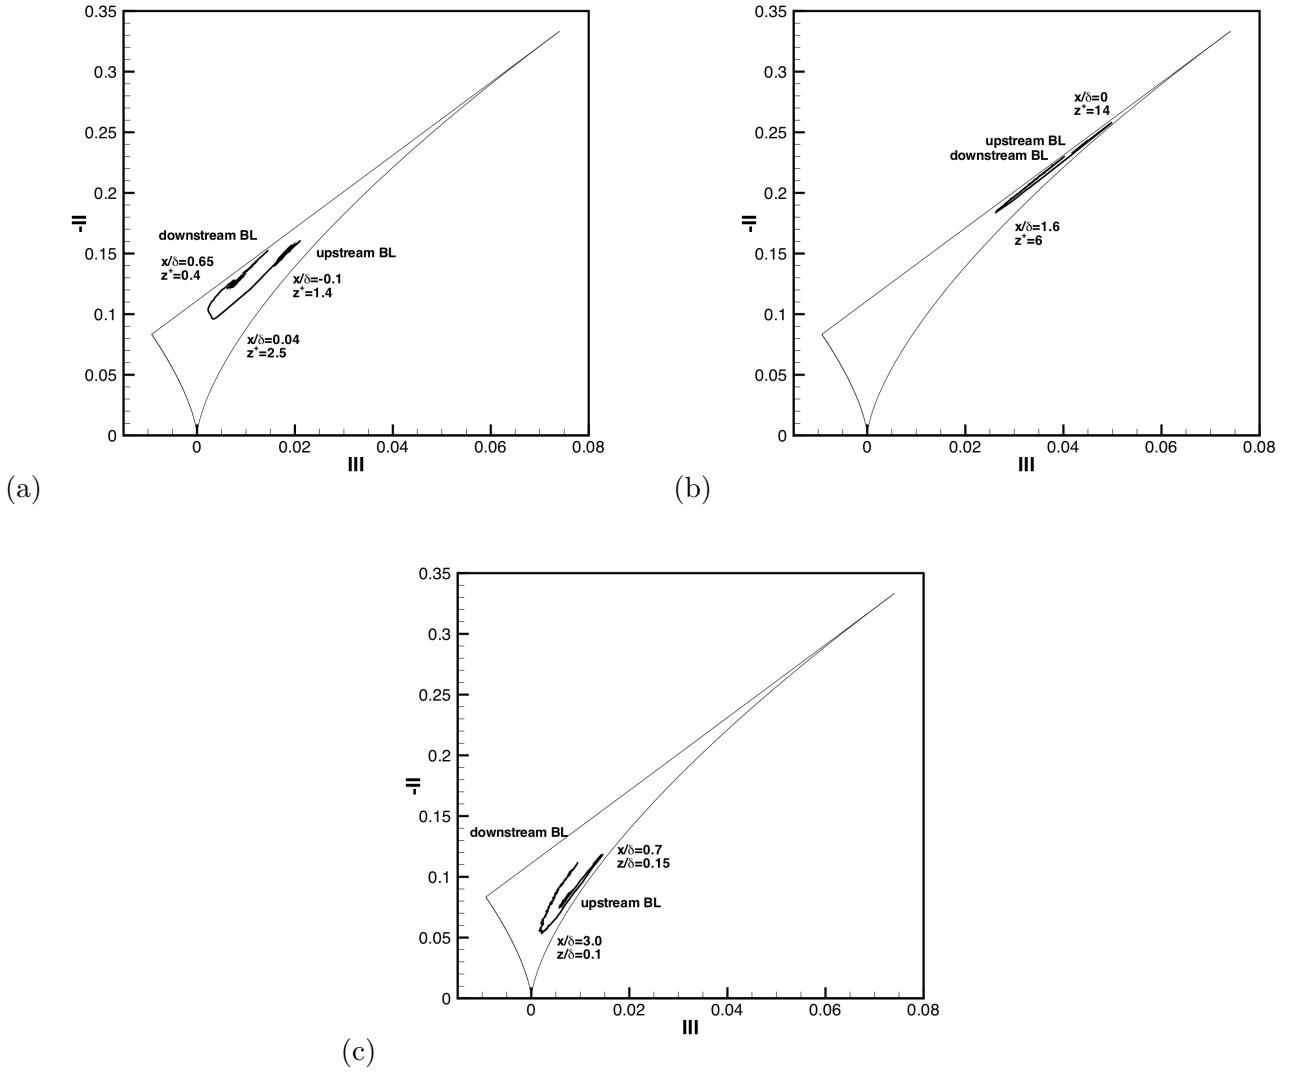 0.35
0.3
0.25
0.2
0.15
0.1
0.05
0
-II
downstream BL
x/δ=0.65
z⁺=0.4
upstream BL
x/δ=-0.1
z⁺=1.4
x/δ=0.04
z⁺=2.5
0 0.02 0.04 0.06 0.08
III
(a)
0.35
0.3
0.25
0.2
0.15
0.1
0.05
0
-II
x/δ=0
z⁺=14
upstream BL
downstream BL
x/δ=1.6
z⁺=6
0 0.02 0.04 0.06 0.08
III
(b)
0.35
0.3
0.25
0.2
0.15
0.1
0.05
0
-II
downstream BL
x/δ=0.7
z/δ=0.15
upstream BL
x/δ=3.0
z/δ=0.1
0 0.02 0.04 0.06 0.08
III
(c)